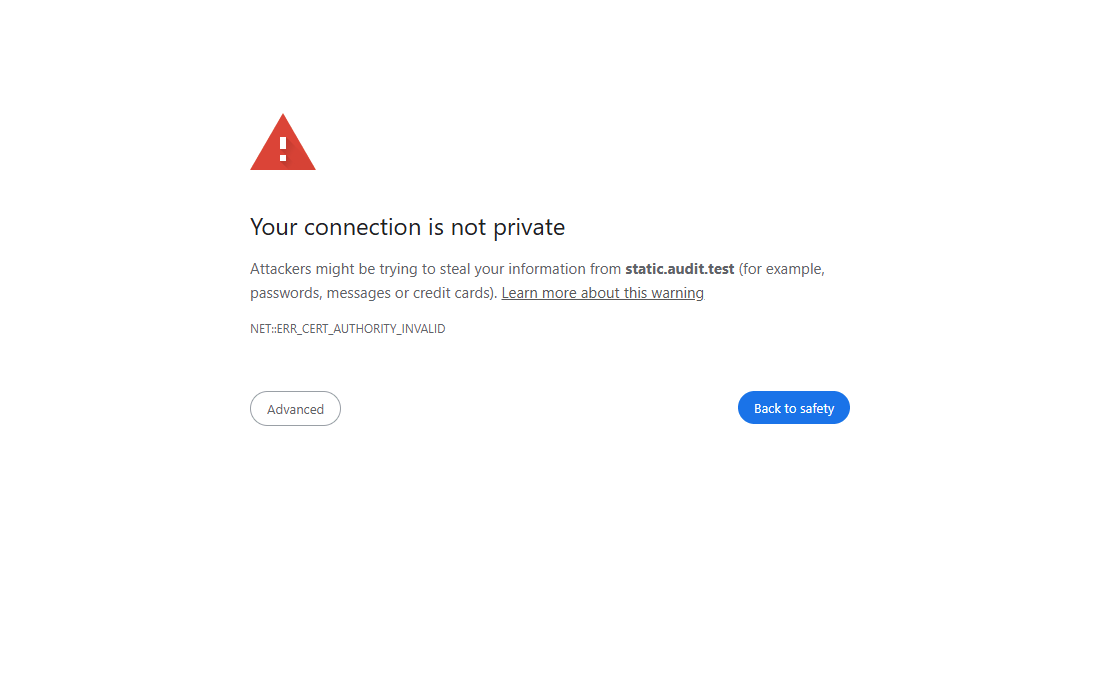 Your connection is not private
Attackers might be trying to steal your information from static.audit.test (for example,
passwords, messages or credit cards). Learn more about this warning
NET::ERR_CERT_AUTHORITY_INVALID
Advanced
Back to safety